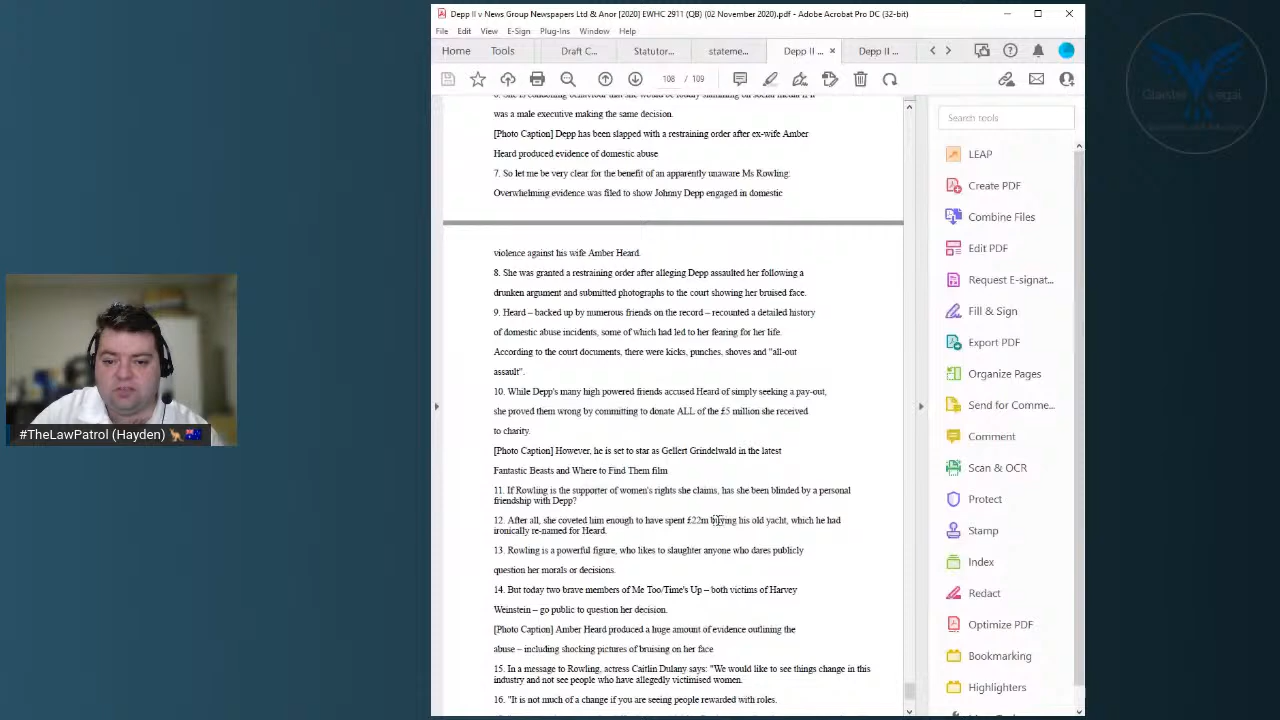 Depp II v News Group Newspapers Ltd & Anor [2020] EWHC 2911 (QB) (02 November 2020).pdf - Adobe Acrobat Pro DC (32-bit)
File Edit View E-Sign Plug-Ins Window Help
Home Tools Draft C... Statutor... stateme... Depp II ... × Depp II ...
108 / 109
6. She is condoning behaviour that she would be loudly slamming on social media if it
was a male executive making the same decision.
[Photo Caption] Depp has been slapped with a restraining order after ex-wife Amber
Heard produced evidence of domestic abuse
7. So let me be very clear for the benefit of an apparently unaware Ms Rowling:
Overwhelming evidence was filed to show Johnny Depp engaged in domestic
violence against his wife Amber Heard.
8. She was granted a restraining order after alleging Depp assaulted her following a
drunken argument and submitted photographs to the court showing her bruised face.
9. Heard – backed up by numerous friends on the record – recounted a detailed history
of domestic abuse incidents, some of which had led to her fearing for her life.
According to the court documents, there were kicks, punches, shoves and "all-out
assault".
10. While Depp's many high powered friends accused Heard of simply seeking a pay-out,
she proved them wrong by committing to donate ALL of the £5 million she received
to charity.
[Photo Caption] However, he is set to star as Gellert Grindelwald in the latest
Fantastic Beasts and Where to Find Them film
11. If Rowling is the supporter of women's rights she claims, has she been blinded by a personal
friendship with Depp?
12. After all, she coveted him enough to have spent £22m buying his old yacht, which he had
ironically re-named for Heard.
13. Rowling is a powerful figure, who likes to slaughter anyone who dares publicly
question her morals or decisions.
14. But today two brave members of Me Too/Time's Up – both victims of Harvey
Weinstein – go public to question her decision.
[Photo Caption] Amber Heard produced a huge amount of evidence outlining the
abuse – including shocking pictures of bruising on her face
15. In a message to Rowling, actress Caitlin Dulany says: "We would like to see things change in this
industry and not see people who have allegedly victimised women.
16. "It is not much of a change if you are seeing people rewarded with roles.
Search tools
LEAP
Create PDF
Combine Files
Edit PDF
Request E-signat...
Fill & Sign
Export PDF
Organize Pages
Send for Comme...
Comment
Scan & OCR
Protect
Stamp
Index
Redact
Optimize PDF
Bookmarking
Highlighters
#TheLawPatrol (Hayden)
Legal